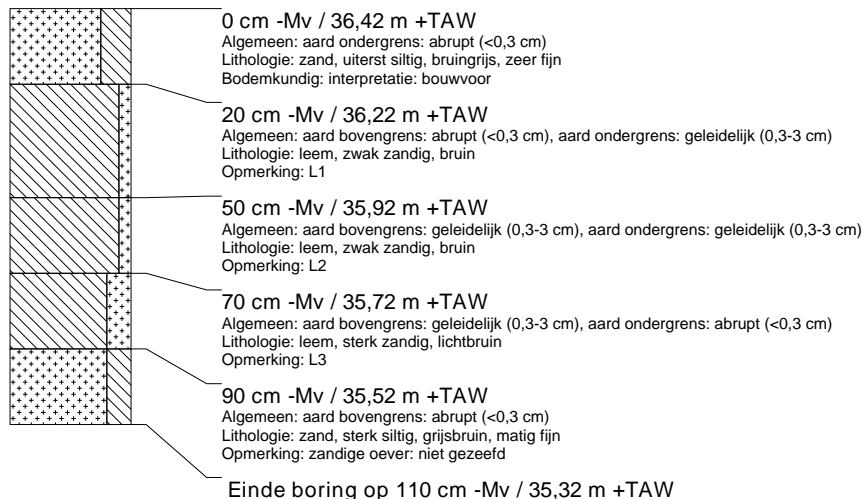 0 cm -Mv / 36,42 m +TAW
Algemeen: aard ondergrens: abrupt (<0,3 cm)
Lithologie: zand, uiterst siltig, bruingrijs, zeer fijn
Bodemkundig: interpretatie: bouwvoor
20 cm -Mv / 36,22 m +TAW
Algemeen: aard bovengrens: abrupt (<0,3 cm), aard ondergrens: geleidelijk (0,3-3 cm)
Lithologie: leem, zwak zandig, bruin
Opmerking: L1
50 cm -Mv / 35,92 m +TAW
Algemeen: aard bovengrens: geleidelijk (0,3-3 cm), aard ondergrens: geleidelijk (0,3-3 cm)
Lithologie: leem, zwak zandig, bruin
Opmerking: L2
70 cm -Mv / 35,72 m +TAW
Algemeen: aard bovengrens: geleidelijk (0,3-3 cm), aard ondergrens: abrupt (<0,3 cm)
Lithologie: leem, sterk zandig, lichtbruin
Opmerking: L3
90 cm -Mv / 35,52 m +TAW
Algemeen: aard bovengrens: abrupt (<0,3 cm)
Lithologie: zand, sterk siltig, grijsbruin, matig fijn
Opmerking: zandige oever: niet gezeefd
Einde boring op 110 cm -Mv / 35,32 m +TAW